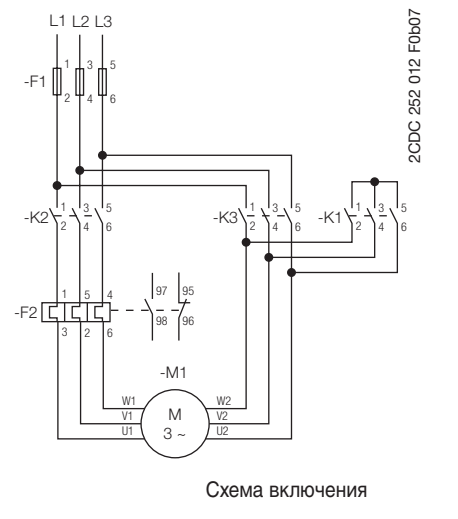 L1 L2 L3
2CDC 252 012 F0b07
-F1
1 3 5
2 4 6
-K2
1 3 5
2 4 6
-K3
1 3 5
2 4 6
-K1
1 3 5
2 4 6
-F2
1 5 4
3 2 6
97 95
98 96
-M1
W1
V1
U1
M
3 ~
W2
V2
U2
Схема включения